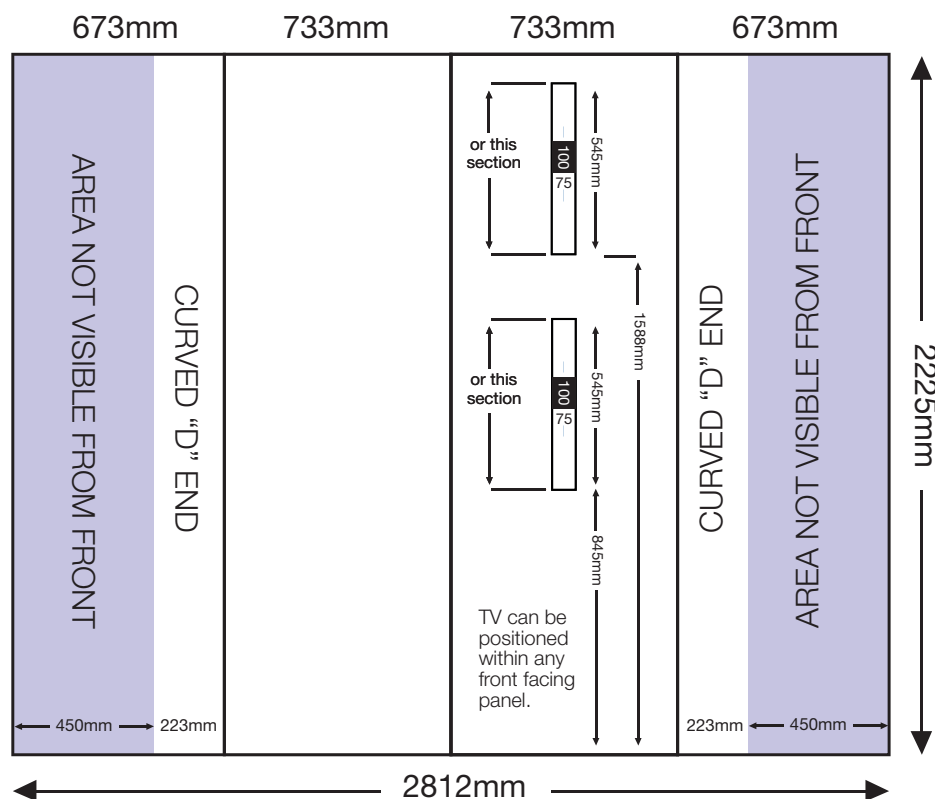 673mm
733mm
733mm
673mm
AREA NOT VISIBLE FROM FRONT
CURVED “D” END
or this
section
100
75
545mm
1588mm
or this
section
100
75
545mm
845mm
TV can be
positioned
within any
front facing
panel.
CURVED “D” END
AREA NOT VISIBLE FROM FRONT
2225mm
450mm
223mm
223mm
450mm
2812mm